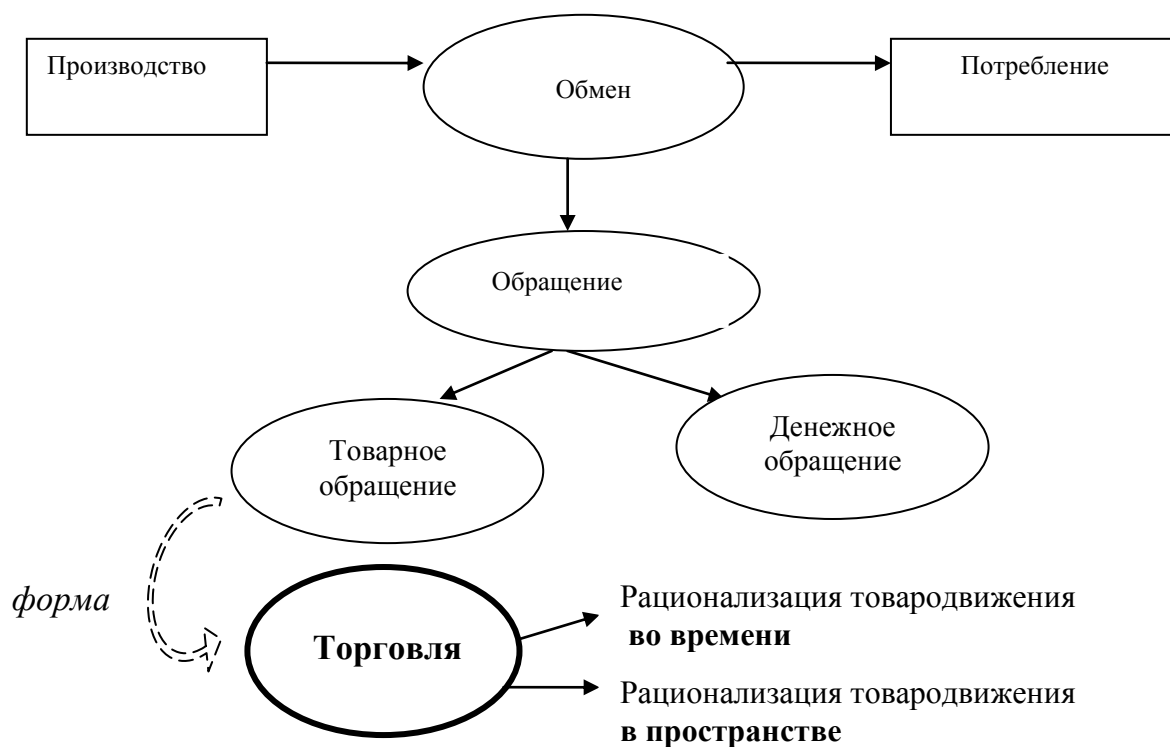 Производство
Обмен
Потребление
Обращение
Товарное
обращение
Денежное
обращение
форма
Торговля
Рационализация товародвижения
во времени
Рационализация товародвижения
в пространстве